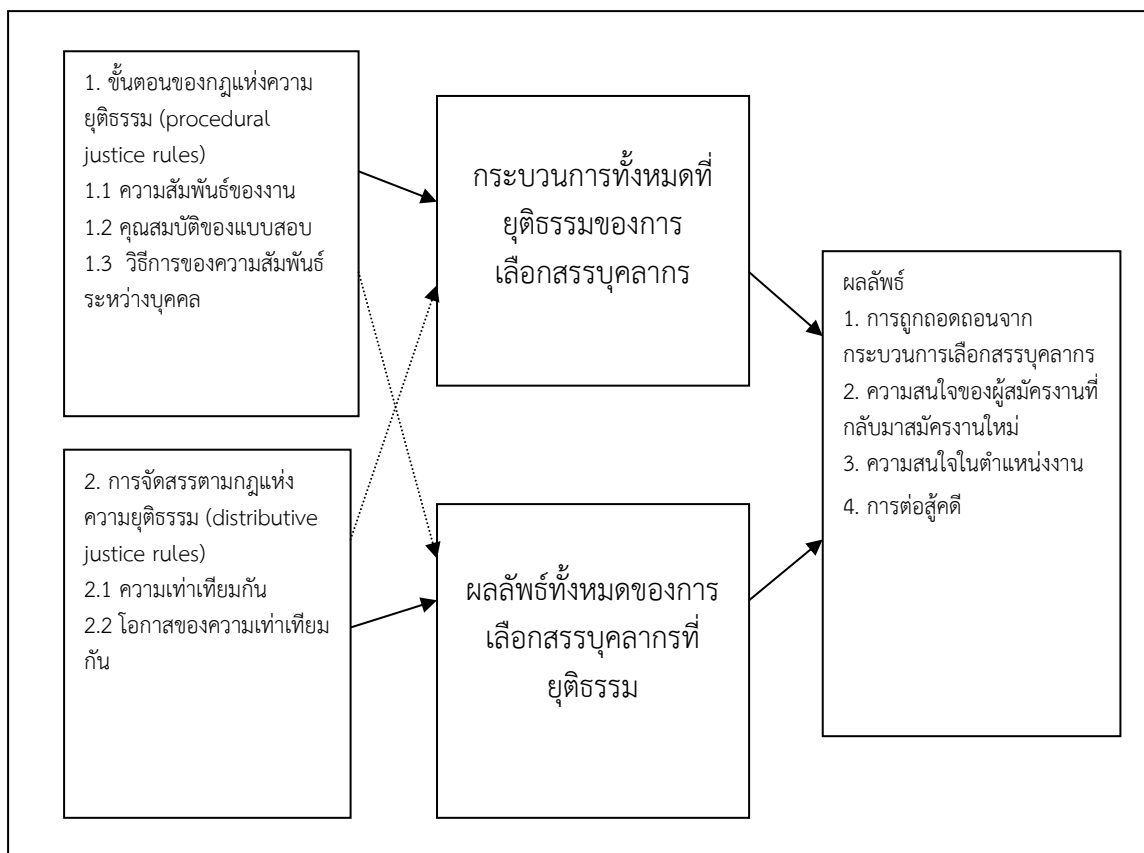 1. ขั้นตอนของกฎแห่งความ
ยุติธรรม (procedural
justice rules)
1.1 ความสัมพันธ์ของงาน
1.2 คุณสมบัติของแบบสอบ
1.3 วิธีการของความสัมพันธ์
ระหว่างบุคคล
2. การจัดสรรตามกฎแห่ง
ความยุติธรรม (distributive
justice rules)
2.1 ความเท่าเทียมกัน
2.2 โอกาสของความเท่าเทียม
กัน
กระบวนการทั้งหมดที่
ยุติธรรมของการ
เลือกสรรบุคลากร
ผลลัพธ์ทั้งหมดของการ
เลือกสรรบุคลากรที่
ยุติธรรม
ผลลัพธ์
1. การถูกถอดถอนจาก
กระบวนการเลือกสรรบุคลากร
2. ความสนใจของผู้สมัครงานที่
กลับมาสมัครงานใหม่
3. ความสนใจในตำแหน่งงาน
4. การต่อสู้คดี